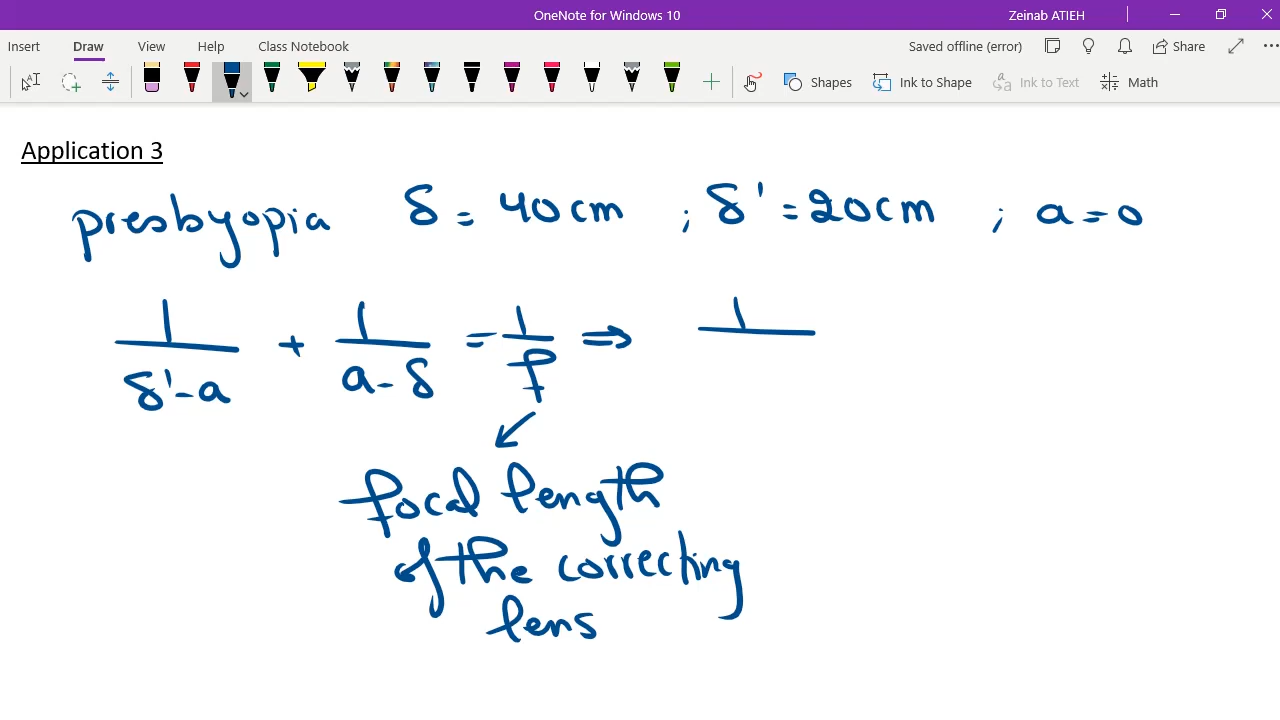 OneNote for Windows 10
Zeinab ATIEH
Insert Draw View Help Class Notebook
Saved offline (error) Share
Shapes Ink to Shape Ink to Text Math
Application 3
presbyopia δ = 40 cm ; δ' = 20 cm ; a = 0
1/(δ' - a) + 1/(a - δ) = 1/f ⇒ 1/
focal length
of the correcting
lens